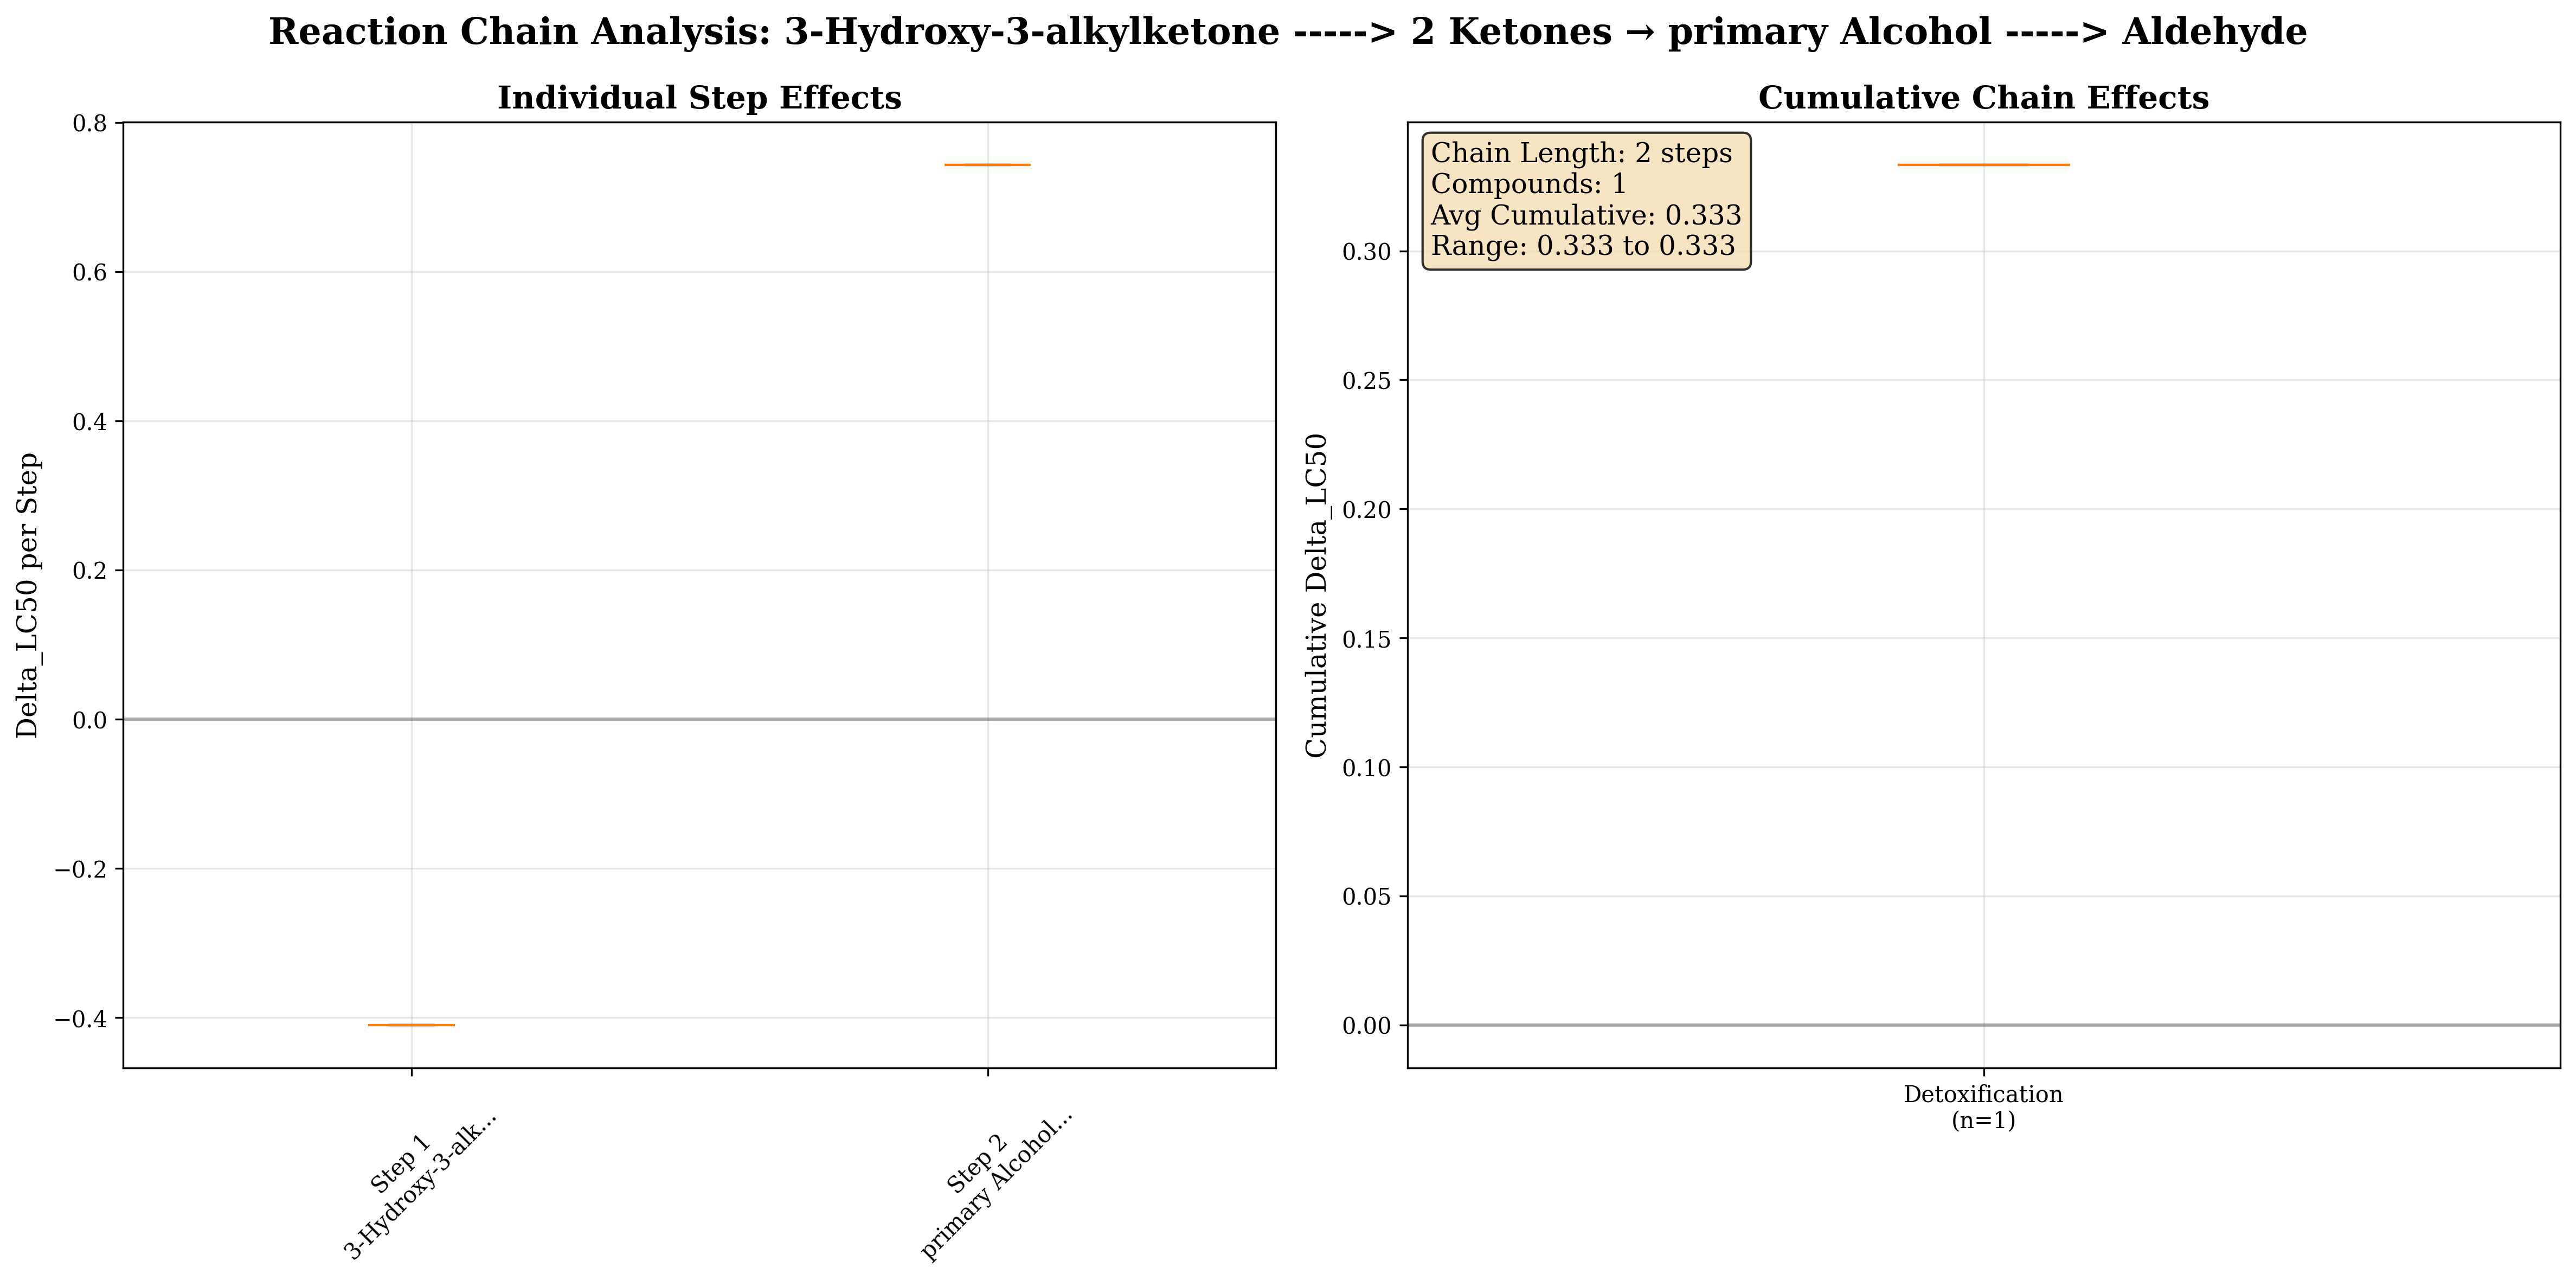 Reaction Chain Analysis: 3-Hydroxy-3-alkylketone -----> 2 Ketones → primary Alcohol -----> Aldehyde
Individual Step Effects
Delta_LC50 per Step
0.8
0.6
0.4
0.2
0.0
−0.2
−0.4
Step 1
3-Hydroxy-3-alk...
Step 2
primary Alcohol...
Cumulative Chain Effects
Chain Length: 2 steps
Compounds: 1
Avg Cumulative: 0.333
Range: 0.333 to 0.333
Cumulative Delta_LC50
0.30
0.25
0.20
0.15
0.10
0.05
0.00
Detoxification
(n=1)